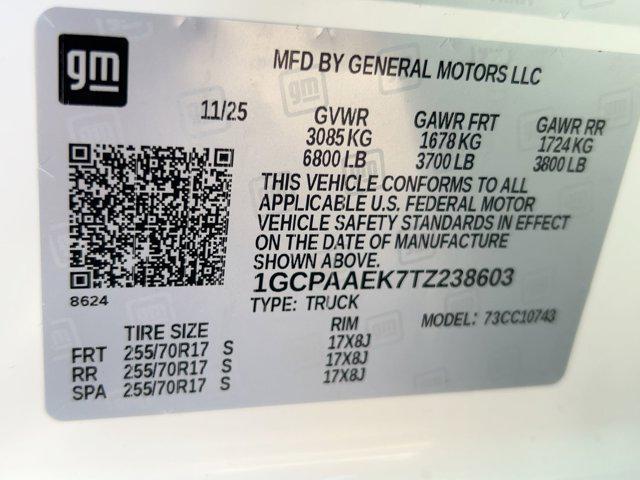 gm
MFD BY GENERAL MOTORS LLC
11/25 GVWR GAWR FRT GAWR RR
3085 KG 1678 KG 1724 KG
6800 LB 3700 LB 3800 LB
THIS VEHICLE CONFORMS TO ALL
APPLICABLE U.S. FEDERAL MOTOR
VEHICLE SAFETY STANDARDS IN EFFECT
ON THE DATE OF MANUFACTURE
SHOWN ABOVE.
8624
1GCPAAEK7TZ238603
TYPE: TRUCK
MODEL: 73CC10743
TIRE SIZE RIM
FRT 255/70R17 S 17X8J
RR 255/70R17 S 17X8J
SPA 255/70R17 S 17X8J